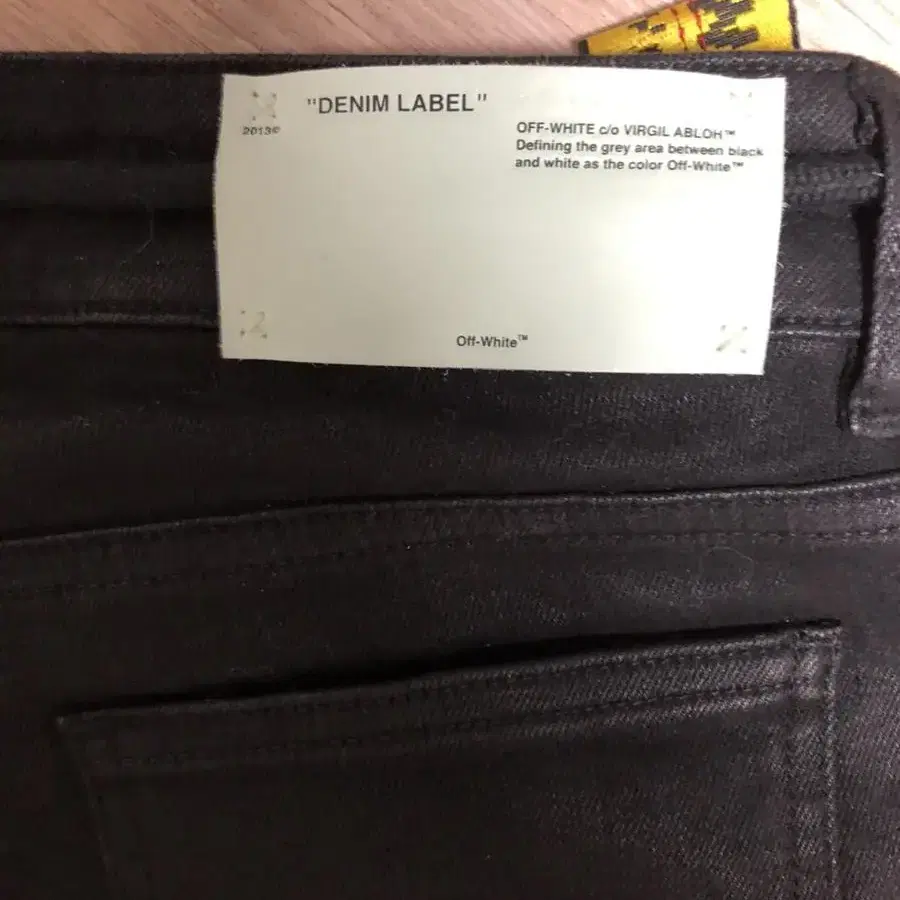 "DENIM LABEL"
2013©
OFF-WHITE c/o VIRGIL ABLOH™
Defining the grey area between black
and white as the color Off-White™
Off-White™